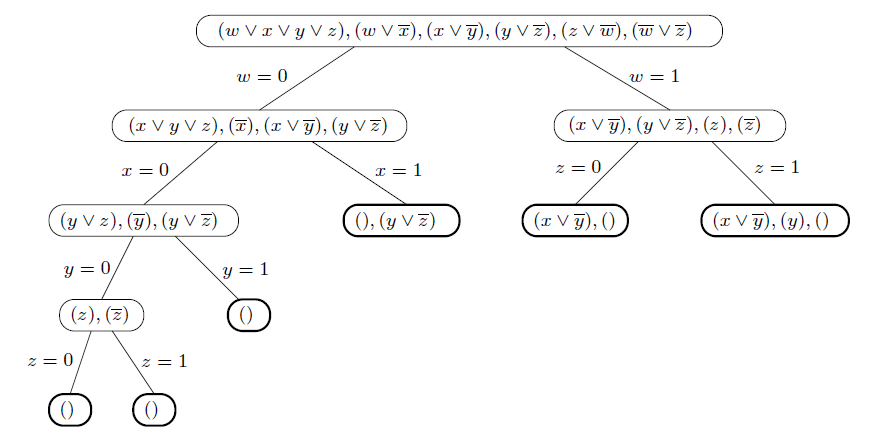 (w ∨ x ∨ y ∨ z), (w ∨ x̅), (x ∨ y̅), (y ∨ z̅), (z ∨ w̅), (w̅ ∨ z̅)
w = 0
w = 1
(x ∨ y ∨ z), (x̅), (x ∨ y̅), (y ∨ z̅)
(x ∨ y̅), (y ∨ z̅), (z), (z̅)
x = 0
x = 1
z = 0
z = 1
(y ∨ z), (y̅), (y ∨ z̅)
(), (y ∨ z̅)
(x ∨ y̅), ()
(x ∨ y̅), (y), ()
y = 0
y = 1
(z), (z̅)
()
z = 0
z = 1
()
()